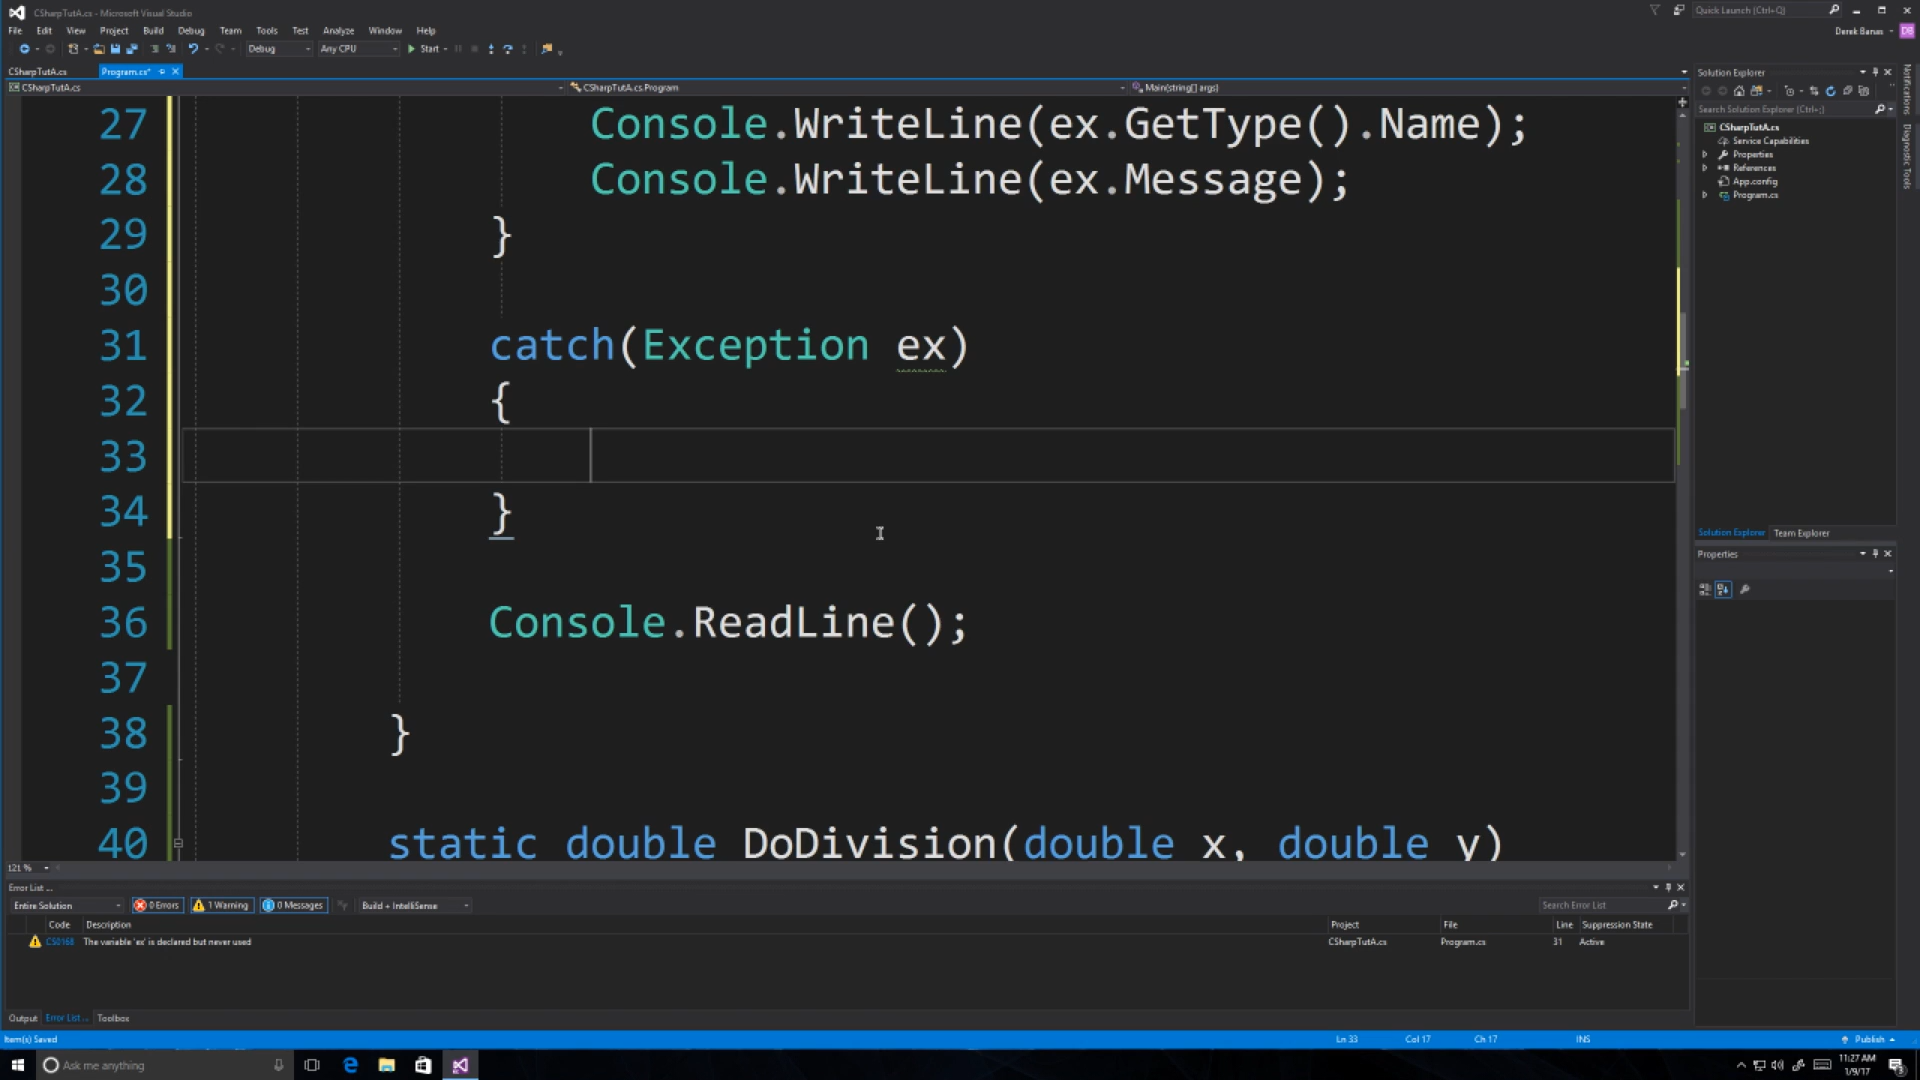 CSharpTutA.cs - Microsoft Visual Studio
Quick Launch (Ctrl+Q)
File Edit View Project Build Debug Team Tools Test Analyze Window Help
Derek Banas
DB
Debug Any CPU Start
CSharpTutA.cs Program.cs*
CSharpTutA.cs CSharpTutA.cs.Program Main(string[] args)
27 Console.WriteLine(ex.GetType().Name);
28 Console.WriteLine(ex.Message);
29 }
30
31 catch(Exception ex)
32 {
33
34 }
35
36 Console.ReadLine();
37
38 }
39
40 static double DoDivision(double x, double y)
121 %
Solution Explorer
Search Solution Explorer (Ctrl+;)
CSharpTutA.cs
Service Capabilities
Properties
References
App.config
Program.cs
Solution Explorer Team Explorer
Properties
Notifications
Diagnostic Tools
Error List ...
Entire Solution 0 Errors 1 Warning 0 Messages Build + IntelliSense Search Error List
Code Description Project File Line Suppression State
CS0168 The variable 'ex' is declared but never used CSharpTutA.cs Program.cs 31 Active
Output Error List ... Toolbox
Item(s) Saved Ln 33 Col 17 Ch 17 INS Publish
Ask me anything
11:27 AM
1/9/17